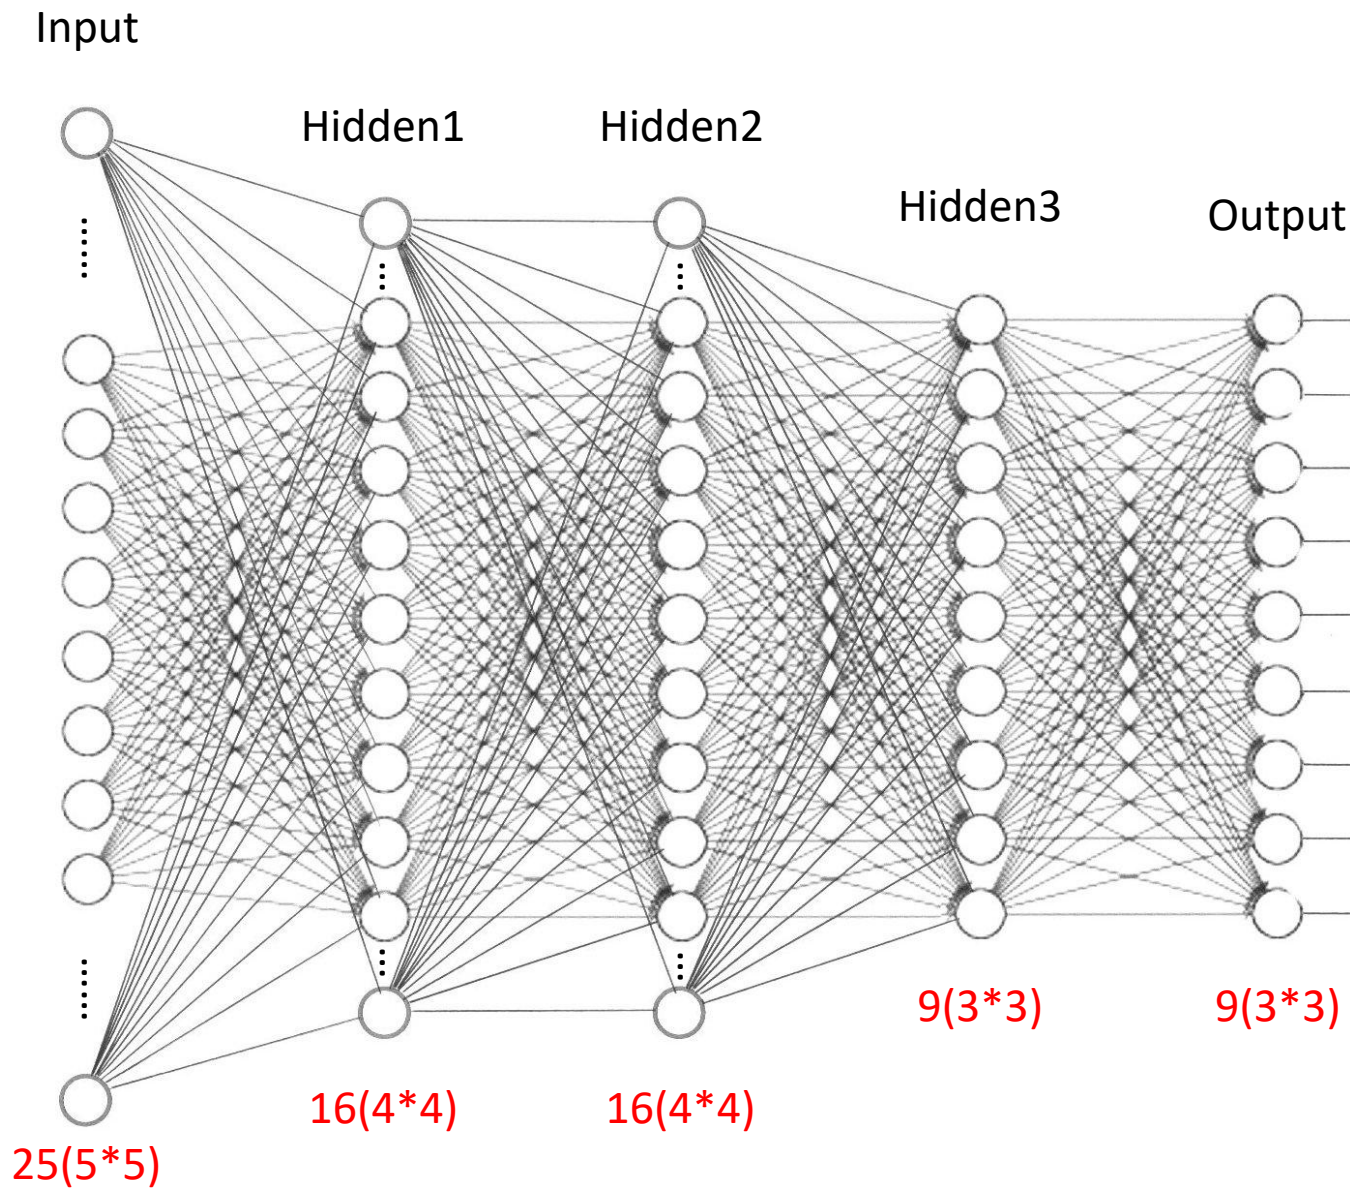 Input
Hidden1
Hidden2
Hidden3
Output
9(3*3)
9(3*3)
16(4*4)
16(4*4)
25(5*5)